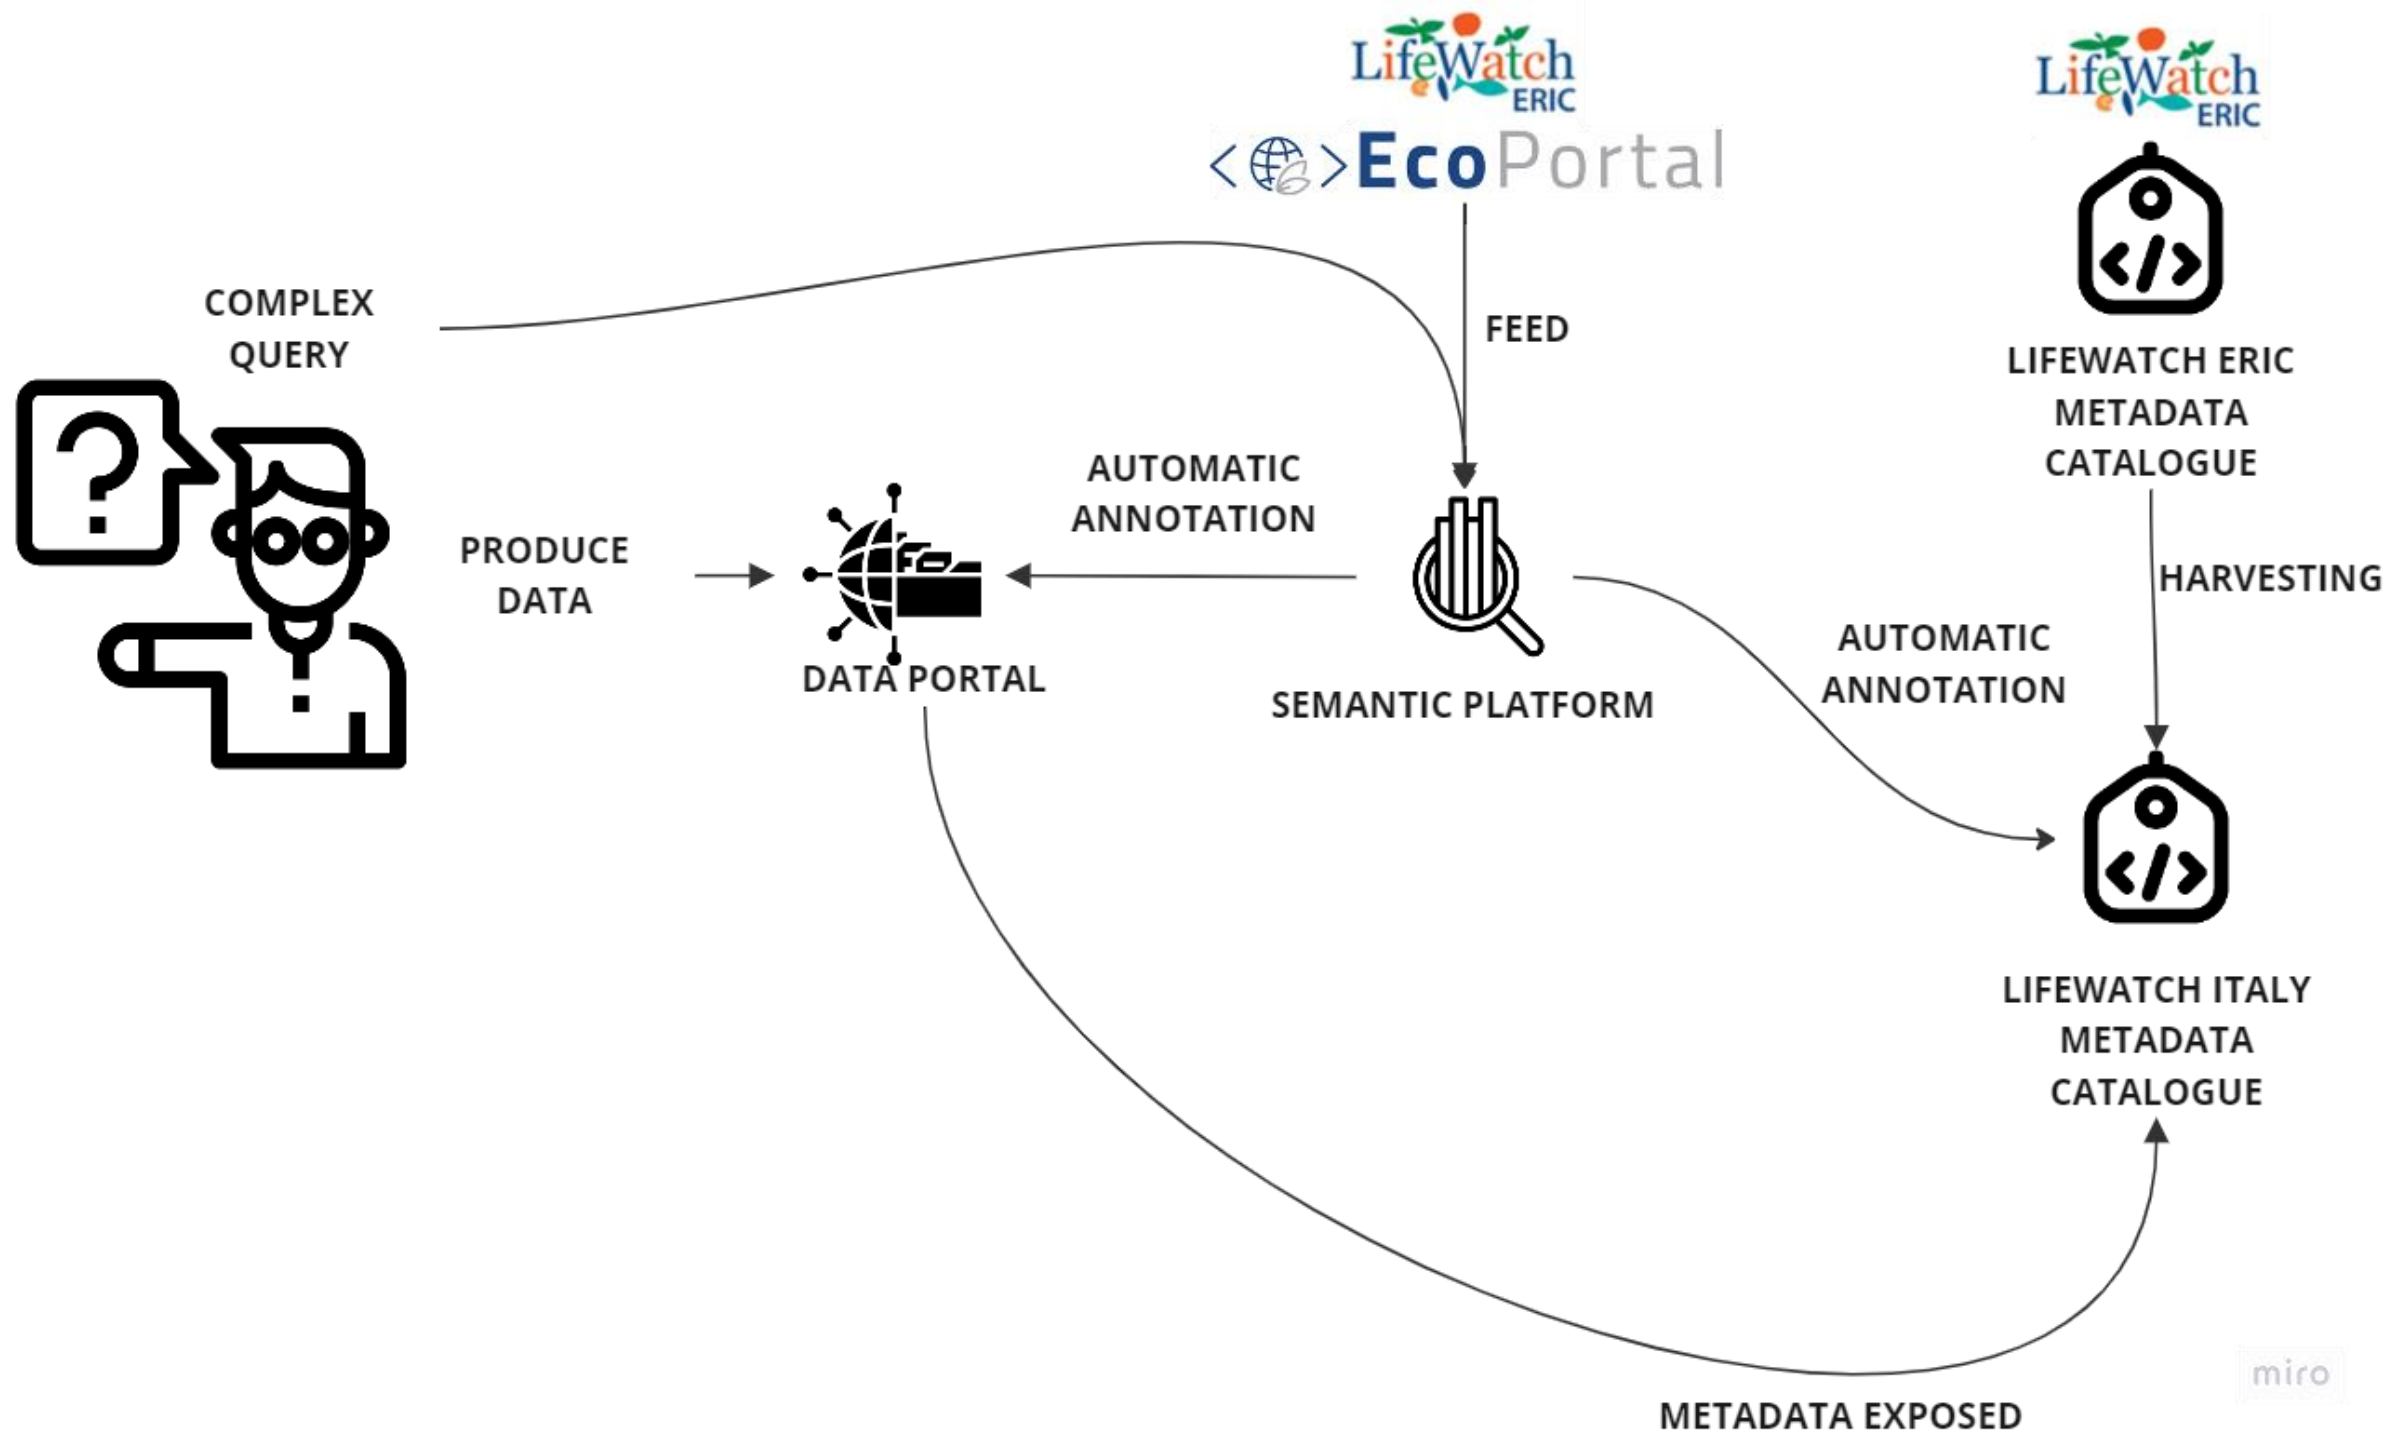 LifeWatch
ERIC
< >EcoPortal
LifeWatch
ERIC
COMPLEX
QUERY
?
FEED
</>
LIFEWATCH ERIC
METADATA
CATALOGUE
PRODUCE
DATA
AUTOMATIC
ANNOTATION
DATA PORTAL
SEMANTIC PLATFORM
HARVESTING
AUTOMATIC
ANNOTATION
</>
LIFEWATCH ITALY
METADATA
CATALOGUE
METADATA EXPOSED
miro